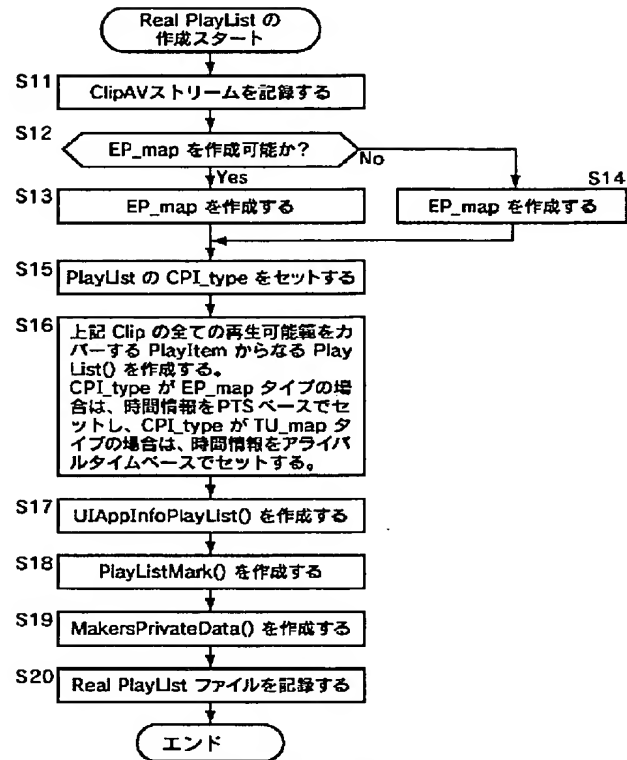 Real PlayList の
作成スタート
S11
ClipAVストリームを記録する
S12
EP_map を作成可能か？
No
Yes
S13
EP_map を作成する
S14
EP_map を作成する
S15
PlayList の CPI_type をセットする
S16
上記 Clip の全ての再生可能範をカ
バーする PlayItem からなる Play
List() を作成する。
CPI_type が EP_map タイプの場
合は、時間情報をPTS ベースでセ
ットし、CPI_type が TU_map タ
イプの場合は、時間情報をアライバ
ルタイムベースでセットする。
S17
UIAppInfoPlayList() を作成する
S18
PlayListMark() を作成する
S19
MakersPrivateData() を作成する
S20
Real PlayList ファイルを記録する
エンド